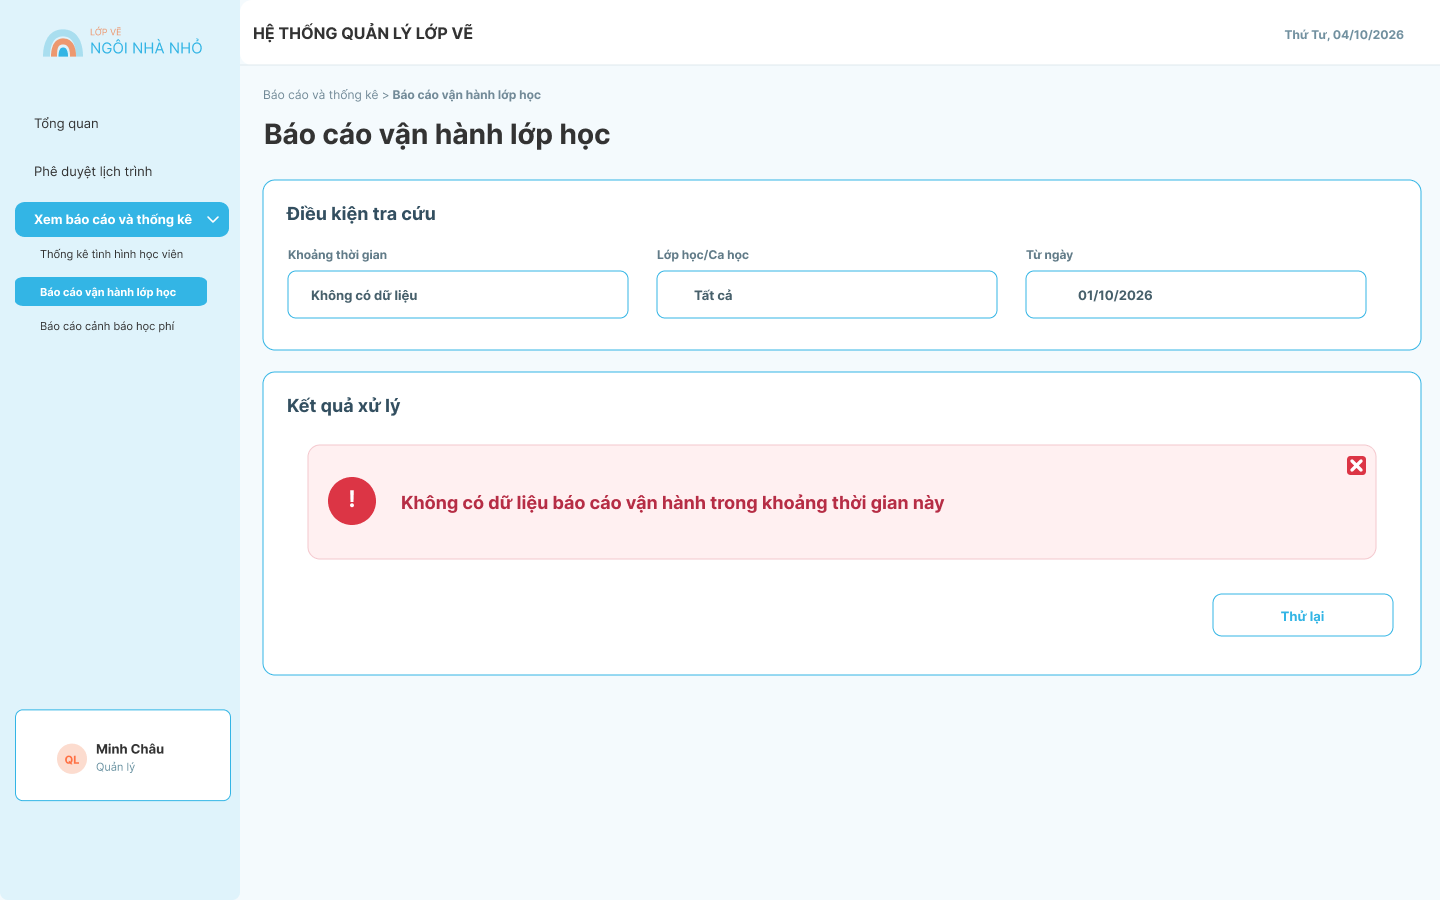 LỚP VẼ
NGÔI NHÀ NHỎ
Tổng quan
Phê duyệt lịch trình
Xem báo cáo và thống kê
Thống kê tình hình học viên
Báo cáo vận hành lớp học
Báo cáo cảnh báo học phí
QL
Minh Châu
Quản lý
HỆ THỐNG QUẢN LÝ LỚP VẼ
Thứ Tư, 04/10/2026
Báo cáo và thống kê > Báo cáo vận hành lớp học
Báo cáo vận hành lớp học
Điều kiện tra cứu
Khoảng thời gian
Lớp học/Ca học
Từ ngày
Không có dữ liệu
Tất cả
01/10/2026
Kết quả xử lý
!
Không có dữ liệu báo cáo vận hành trong khoảng thời gian này
Thử lại